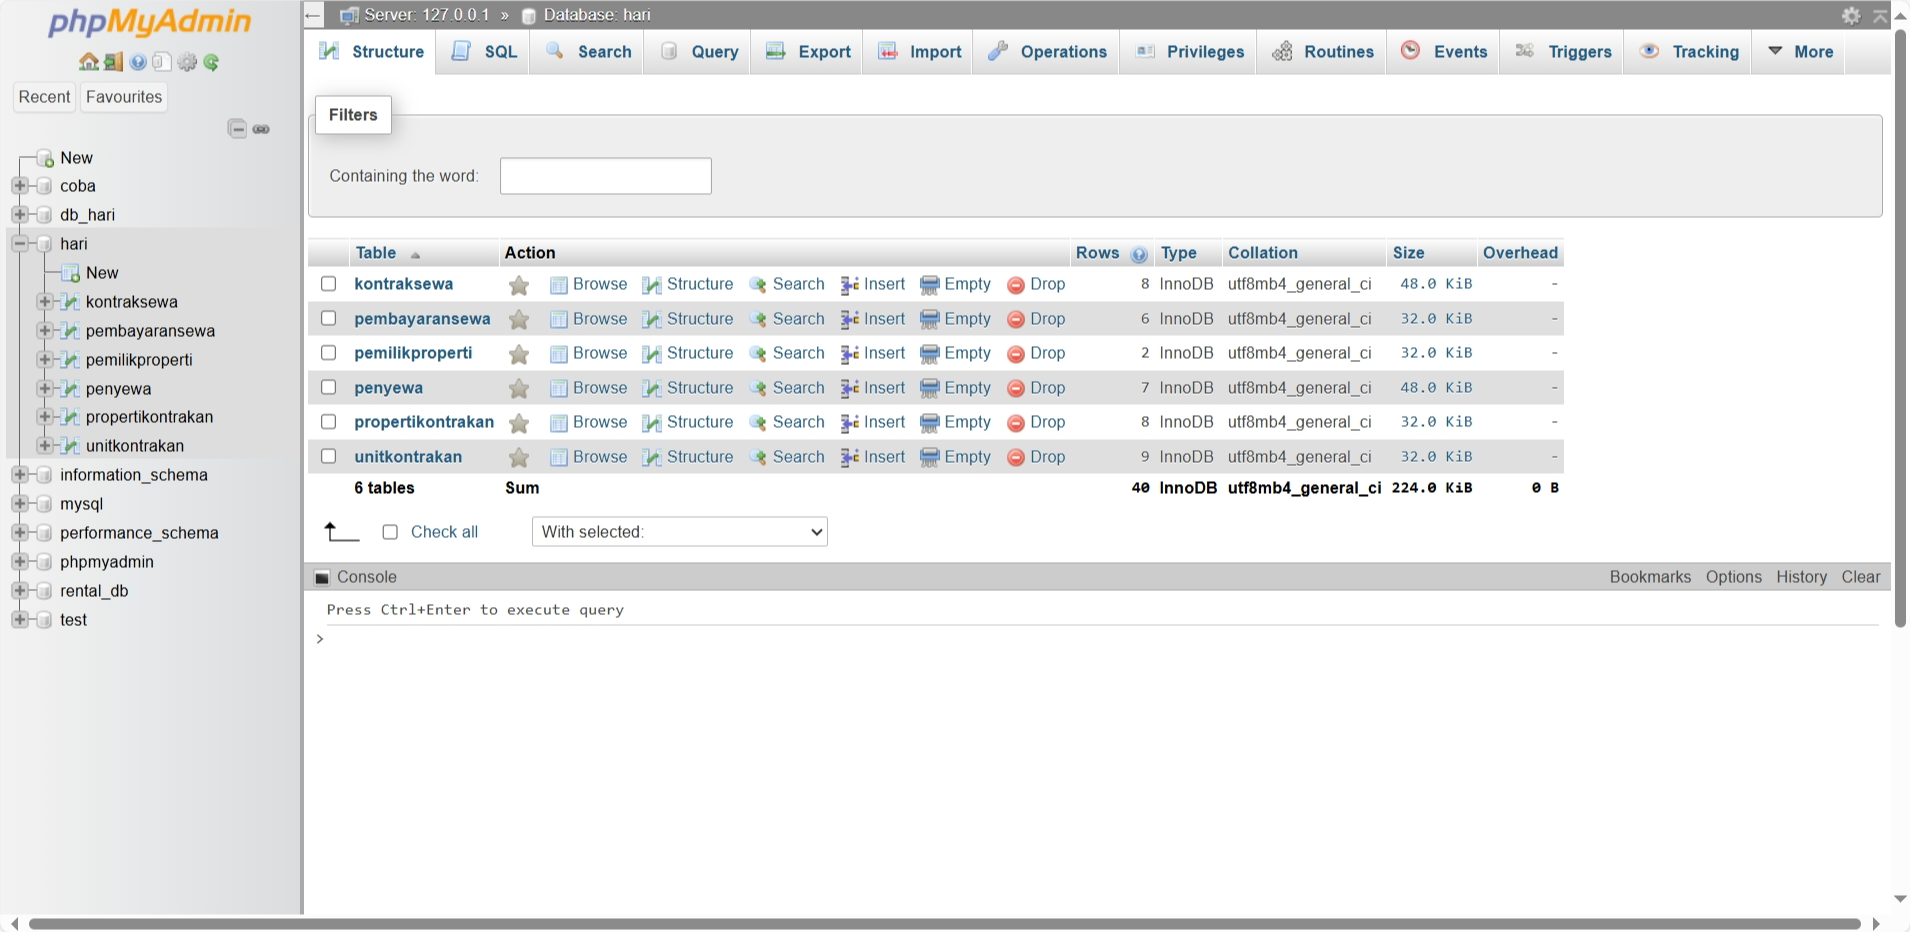 phpMyAdmin
Recent Favourites
New
coba
db_hari
hari
New
kontraksewa
pembayaransewa
pemilikproperti
penyewa
propertikontrakan
unitkontrakan
information_schema
mysql
performance_schema
phpmyadmin
rental_db
test
Server: 127.0.0.1 » Database: hari
Structure SQL Search Query Export Import Operations Privileges Routines Events Triggers Tracking More
Filters
Containing the word:
Table Action Rows Type Collation Size Overhead
kontraksewa Browse Structure Search Insert Empty Drop 8 InnoDB utf8mb4_general_ci 48.0 KiB -
pembayaransewa Browse Structure Search Insert Empty Drop 6 InnoDB utf8mb4_general_ci 32.0 KiB -
pemilikproperti Browse Structure Search Insert Empty Drop 2 InnoDB utf8mb4_general_ci 32.0 KiB -
penyewa Browse Structure Search Insert Empty Drop 7 InnoDB utf8mb4_general_ci 48.0 KiB -
propertikontrakan Browse Structure Search Insert Empty Drop 8 InnoDB utf8mb4_general_ci 32.0 KiB -
unitkontrakan Browse Structure Search Insert Empty Drop 9 InnoDB utf8mb4_general_ci 32.0 KiB -
6 tables Sum 40 InnoDB utf8mb4_general_ci 224.0 KiB 0 B
Check all With selected:
Console Bookmarks Options History Clear
Press Ctrl+Enter to execute query
>